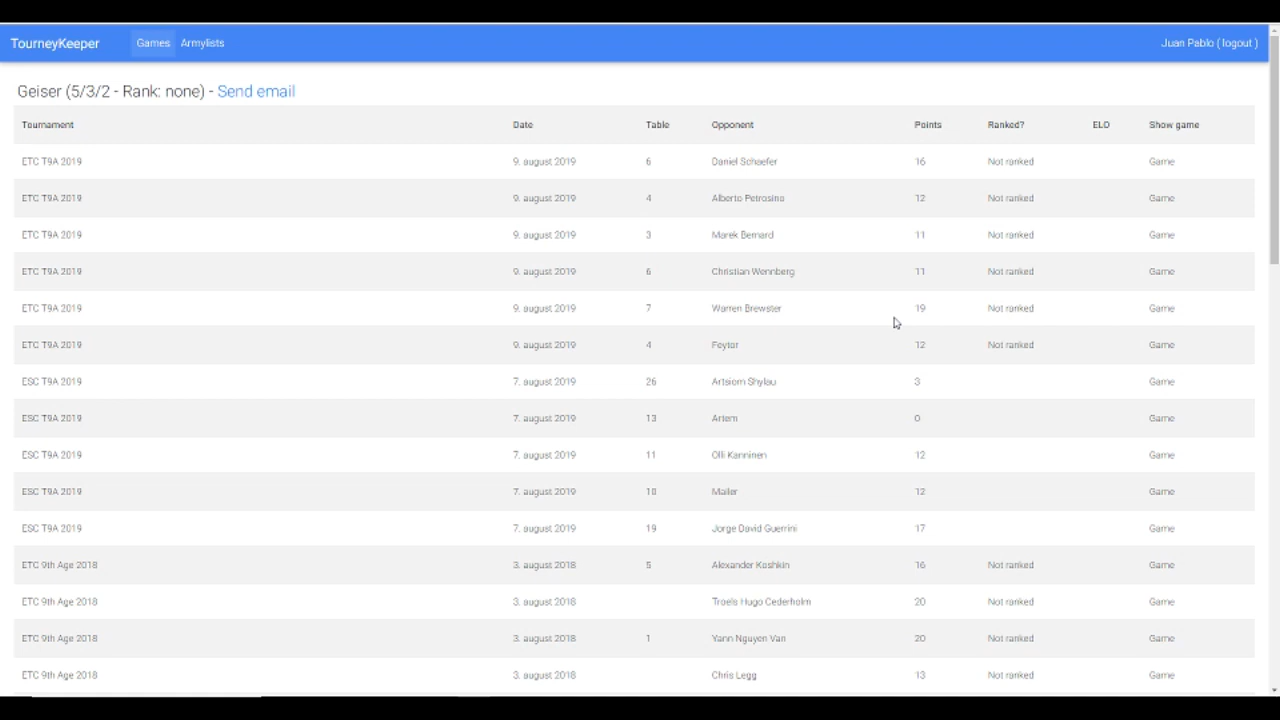 TourneyKeeper Games Armylists Juan Pablo ( logout )
Geiser (5/3/2 - Rank: none) - Send email
Tournament Date Table Opponent Points Ranked? ELO Show game
ETC T9A 2019 9. august 2019 6 Daniel Schaefer 16 Not ranked Game
ETC T9A 2019 9. august 2019 4 Alberto Petrosino 12 Not ranked Game
ETC T9A 2019 9. august 2019 3 Marek Bernard 11 Not ranked Game
ETC T9A 2019 9. august 2019 6 Christian Wennberg 11 Not ranked Game
ETC T9A 2019 9. august 2019 7 Warren Brewster 19 Not ranked Game
ETC T9A 2019 9. august 2019 4 Feytor 12 Not ranked Game
ESC T9A 2019 7. august 2019 26 Artsiom Shylau 3 Game
ESC T9A 2019 7. august 2019 13 Artem 0 Game
ESC T9A 2019 7. august 2019 11 Olli Kanninen 12 Game
ESC T9A 2019 7. august 2019 10 Mailer 12 Game
ESC T9A 2019 7. august 2019 19 Jorge David Guerrini 17 Game
ETC 9th Age 2018 3. august 2018 5 Alexander Koshkin 16 Not ranked Game
ETC 9th Age 2018 3. august 2018 Troels Hugo Cederholm 20 Not ranked Game
ETC 9th Age 2018 3. august 2018 1 Yann Nguyen Van 20 Not ranked Game
ETC 9th Age 2018 3. august 2018 Chris Legg 13 Not ranked Game